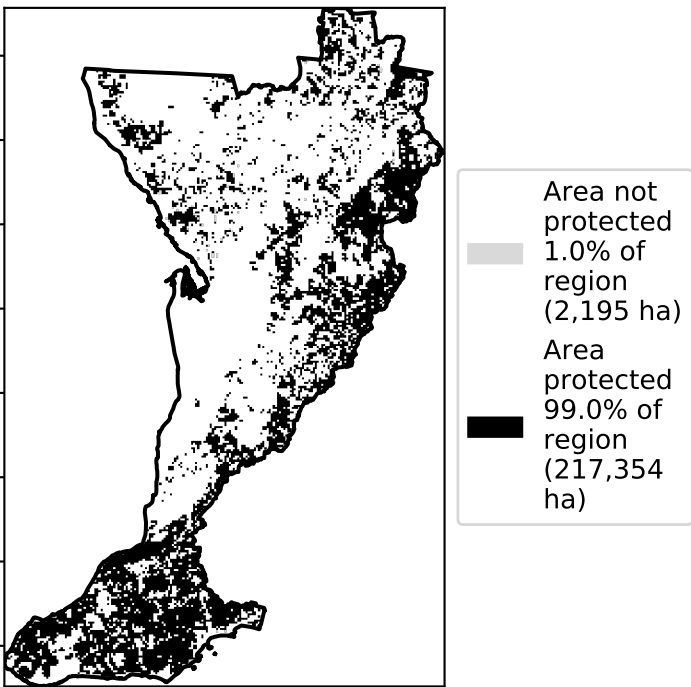 Area not
protected
1.0% of
region
(2,195 ha)
Area
protected
99.0% of
region
(217,354
ha)